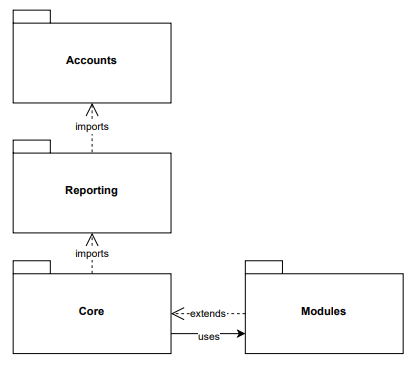 Accounts
imports
Reporting
imports
Core
extends
uses
Modules